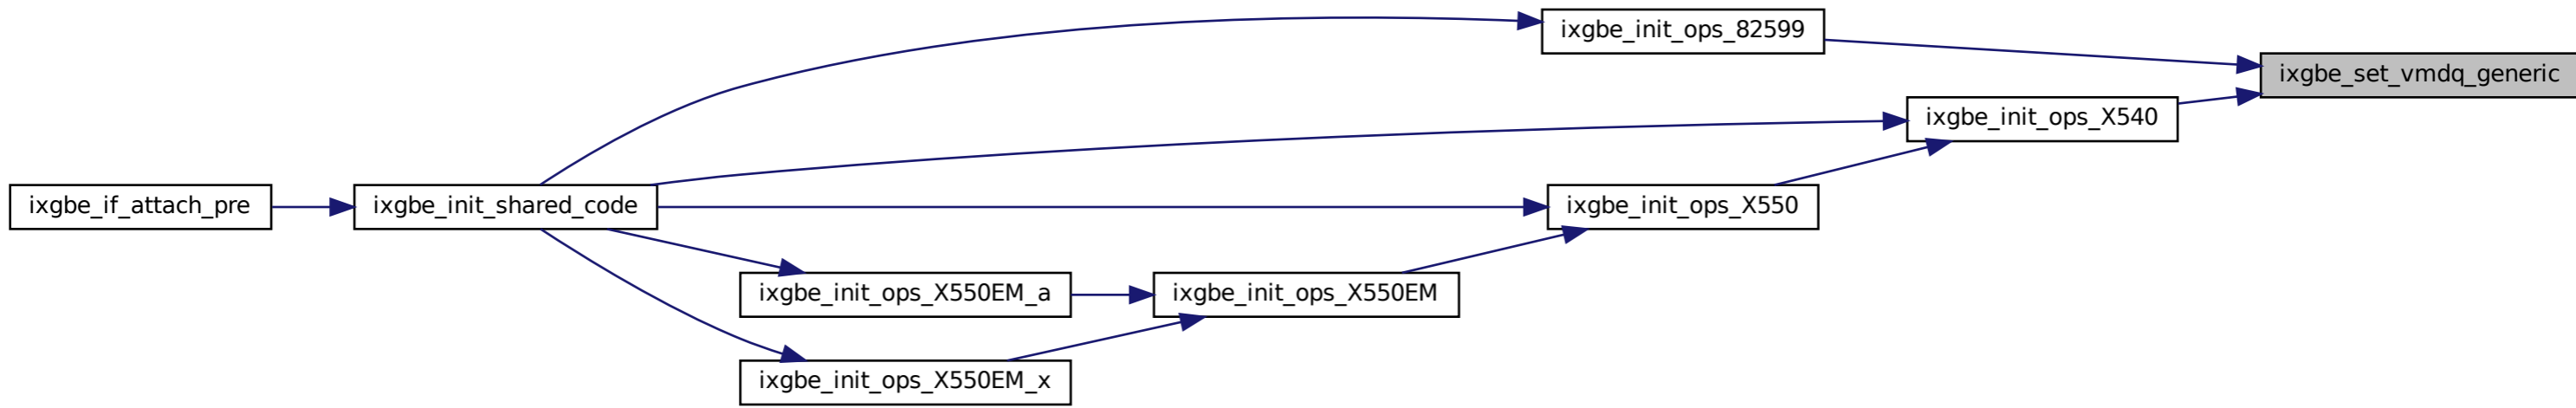 ixgbe_init_ops_82599
ixgbe_set_vmdq_generic
ixgbe_init_ops_X540
ixgbe_if_attach_pre
ixgbe_init_shared_code
ixgbe_init_ops_X550
ixgbe_init_ops_X550EM_a
ixgbe_init_ops_X550EM
ixgbe_init_ops_X550EM_x